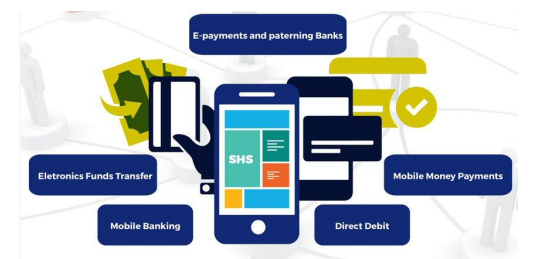 E-payments and paterning Banks
SHS
Eletronics Funds Transfer
Mobile Money Payments
Mobile Banking
Direct Debit